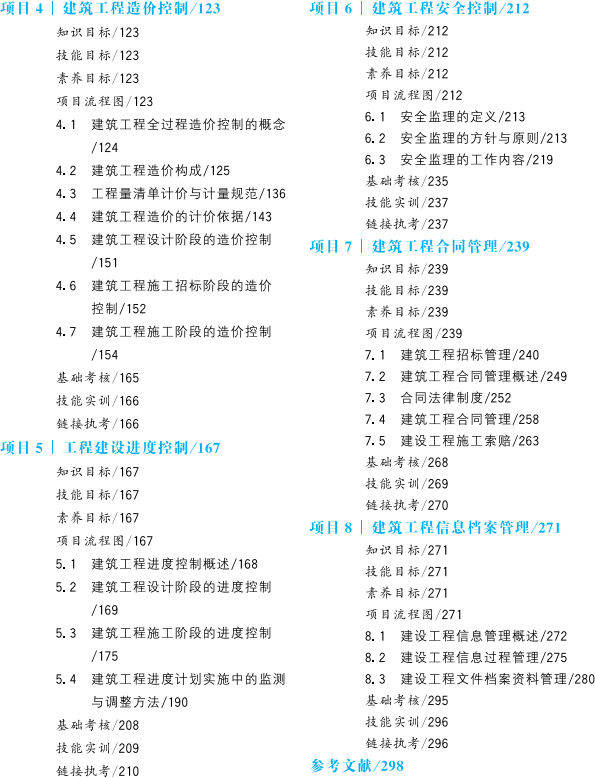 项目 4 | 建筑工程造价控制/123
知识目标/123
技能目标/123
素养目标/123
项目流程图/123
4.1 建筑工程全过程造价控制的概念
/124
4.2 建筑工程造价构成/125
4.3 工程量清单计价与计量规范/136
4.4 建筑工程造价的计价依据/143
4.5 建筑工程设计阶段的造价控制
/151
4.6 建筑工程施工招标阶段的造价
控制/152
4.7 建筑工程施工阶段的造价控制
/154
基础考核/165
技能实训/166
链接执考/166
项目 5 | 工程建设进度控制/167
知识目标/167
技能目标/167
素养目标/167
项目流程图/167
5.1 建筑工程进度控制概述/168
5.2 建筑工程设计阶段的进度控制
/169
5.3 建筑工程施工阶段的进度控制
/175
5.4 建筑工程进度计划实施中的监测
与调整方法/190
基础考核/208
技能实训/209
链接执考/210
项目 6 | 建筑工程安全控制/212
知识目标/212
技能目标/212
素养目标/212
项目流程图/212
6.1 安全监理的定义/213
6.2 安全监理的方针与原则/213
6.3 安全监理的工作内容/219
基础考核/235
技能实训/237
链接执考/237
项目 7 | 建筑工程合同管理/239
知识目标/239
技能目标/239
素养目标/239
项目流程图/239
7.1 建筑工程招标管理/240
7.2 建筑工程合同管理概述/249
7.3 合同法律制度/252
7.4 建筑工程合同管理/258
7.5 建设工程施工索赔/263
基础考核/268
技能实训/269
链接执考/270
项目 8 | 建筑工程信息档案管理/271
知识目标/271
技能目标/271
素养目标/271
项目流程图/271
8.1 建设工程信息管理概述/272
8.2 建设工程信息过程管理/275
8.3 建设工程文件档案资料管理/280
基础考核/295
技能实训/296
链接执考/296
参考文献/298